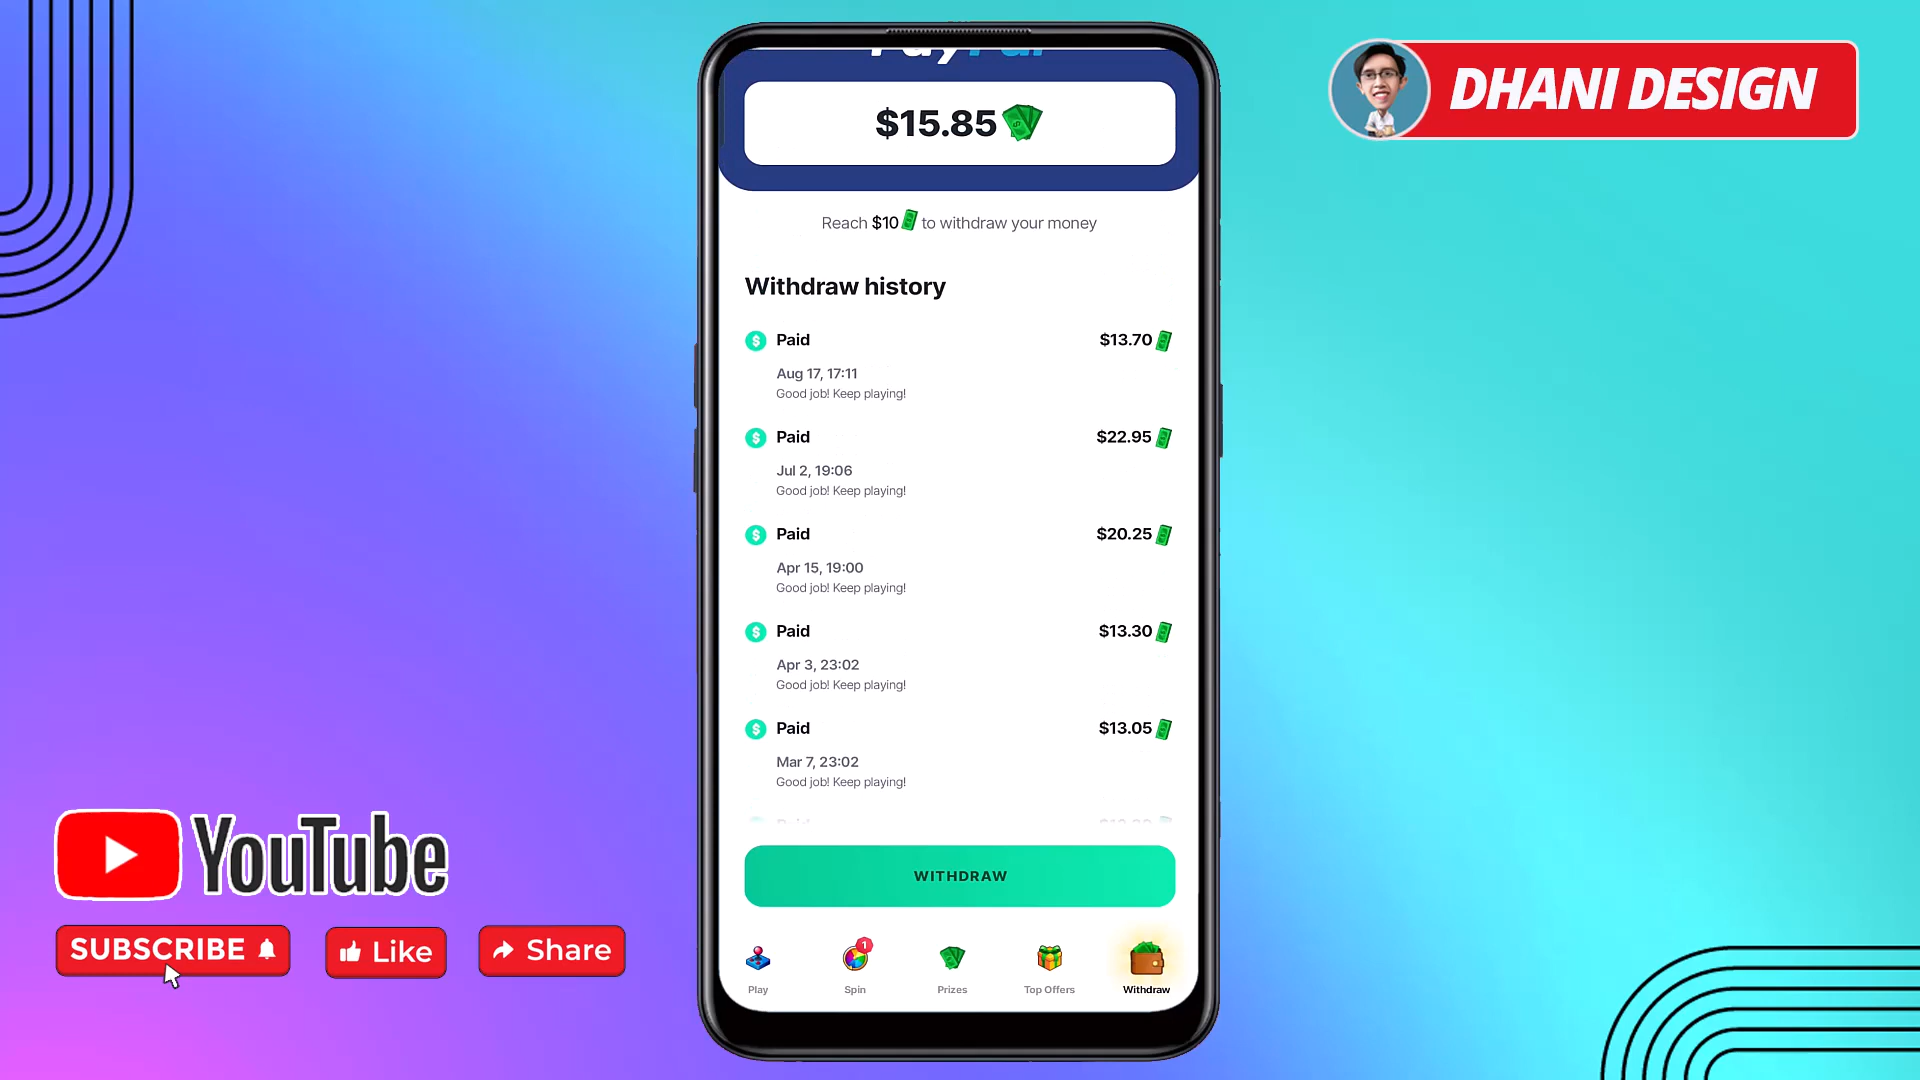 PayPal
$15.85
Reach $10 to withdraw your money
Withdraw history
Paid $13.70
Aug 17, 17:11
Good job! Keep playing!
Paid $22.95
Jul 2, 19:06
Good job! Keep playing!
Paid $20.25
Apr 15, 19:00
Good job! Keep playing!
Paid $13.30
Apr 3, 23:02
Good job! Keep playing!
Paid $13.05
Mar 7, 23:02
Good job! Keep playing!
WITHDRAW
Play
1
Spin
Prizes
Top Offers
Withdraw
DHANI DESIGN
YouTube
SUBSCRIBE
Like
Share